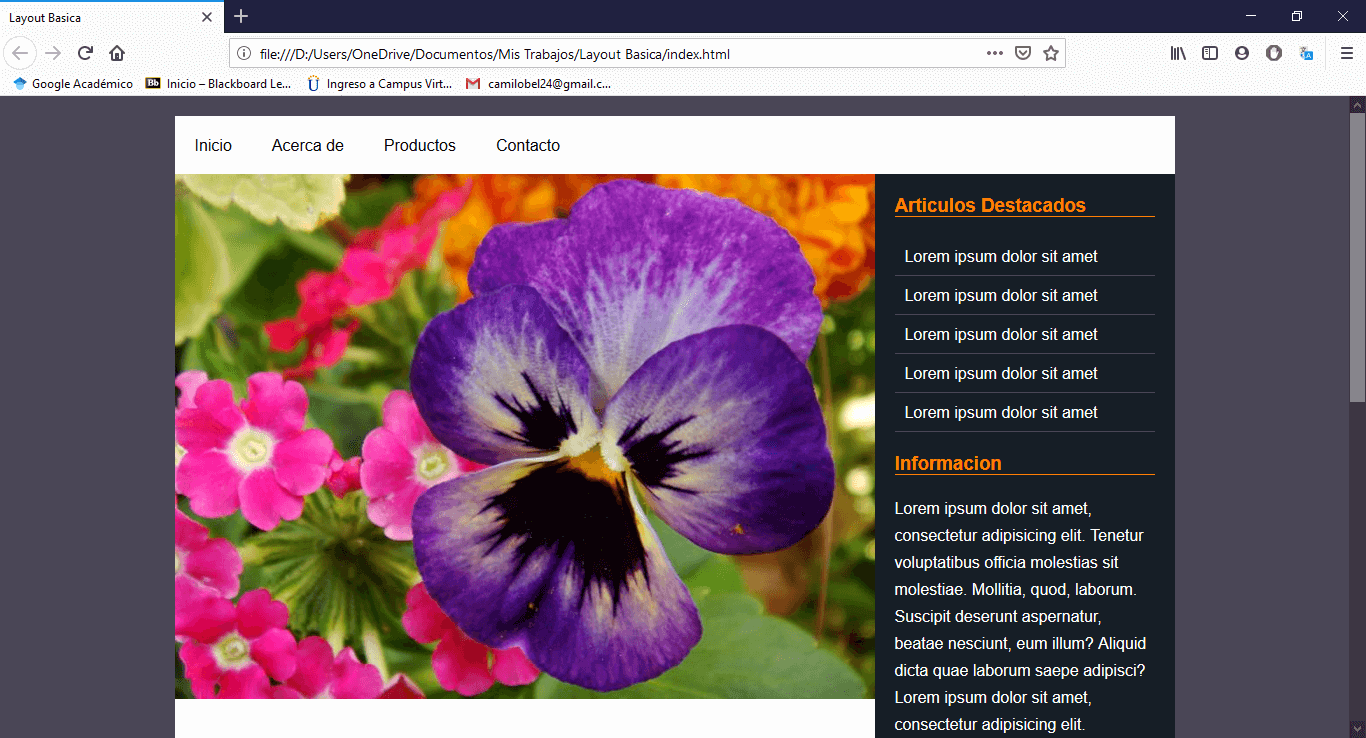 Layout Basica
file:///D:/Users/OneDrive/Documentos/Mis Trabajos/Layout Basica/index.html
Google Académico
Bb Inicio – Blackboard Le...
Ingreso a Campus Virt...
camilobel24@gmail.c...
Inicio Acerca de Productos Contacto
Articulos Destacados
Lorem ipsum dolor sit amet
Lorem ipsum dolor sit amet
Lorem ipsum dolor sit amet
Lorem ipsum dolor sit amet
Lorem ipsum dolor sit amet
Informacion
Lorem ipsum dolor sit amet,
consectetur adipisicing elit. Tenetur
voluptatibus officia molestias sit
molestiae. Mollitia, quod, laborum.
Suscipit deserunt aspernatur,
beatae nesciunt, eum illum? Aliquid
dicta quae laborum saepe adipisci?
Lorem ipsum dolor sit amet,
consectetur adipisicing elit.